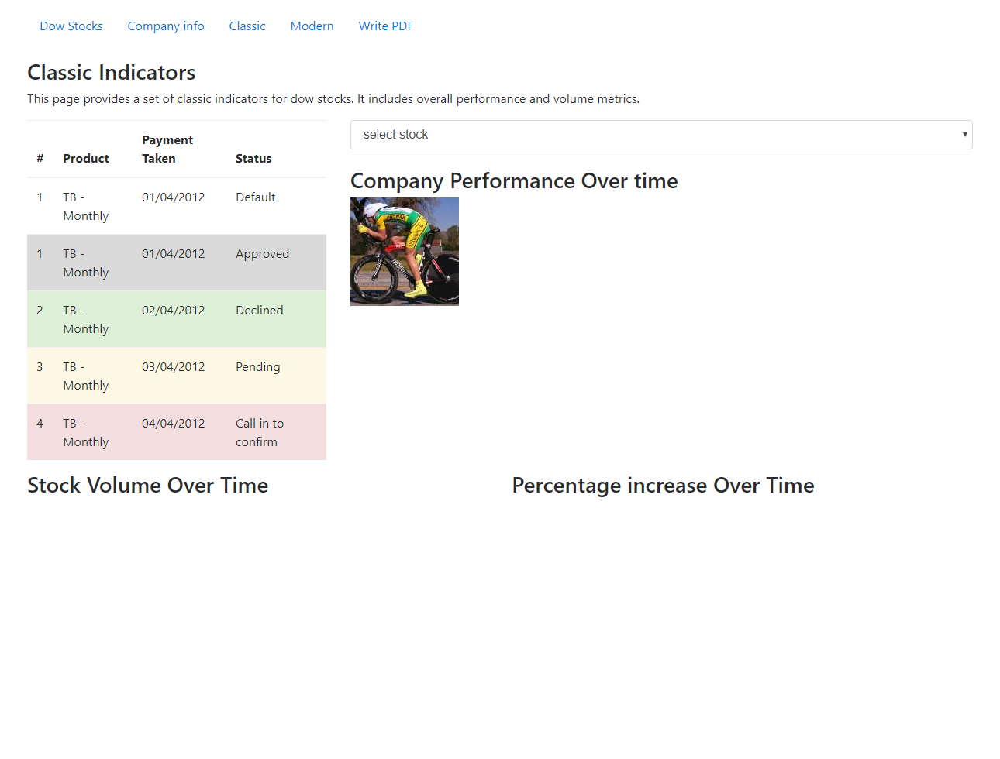 Dow Stocks Company info Classic Modern Write PDF
Classic Indicators
This page provides a set of classic indicators for dow stocks. It includes overall performance and volume metrics.
# Product Payment Taken Status
1 TB - Monthly 01/04/2012 Default
1 TB - Monthly 01/04/2012 Approved
2 TB - Monthly 02/04/2012 Declined
3 TB - Monthly 03/04/2012 Pending
4 TB - Monthly 04/04/2012 Call in to confirm
select stock
Company Performance Over time
PHONAK
Stock Volume Over Time
Percentage increase Over Time